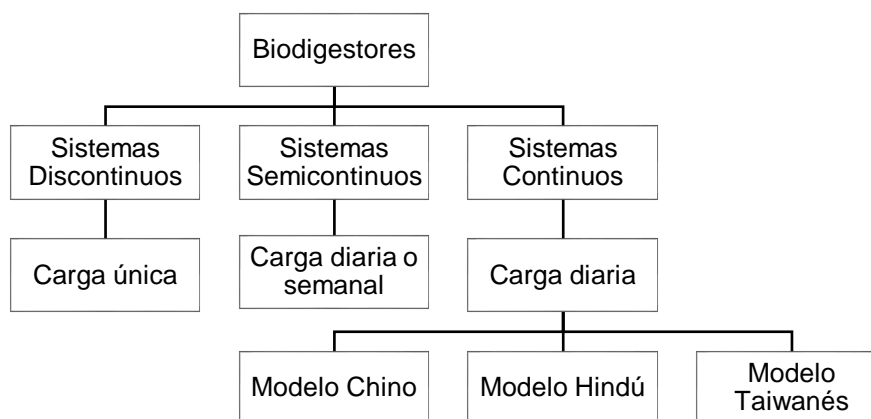 Biodigestores
Sistemas
Discontinuos
Sistemas
Semicontinuos
Sistemas
Continuos
Carga única
Carga diaria o
semanal
Carga diaria
Modelo Chino
Modelo Hindú
Modelo
Taiwanés